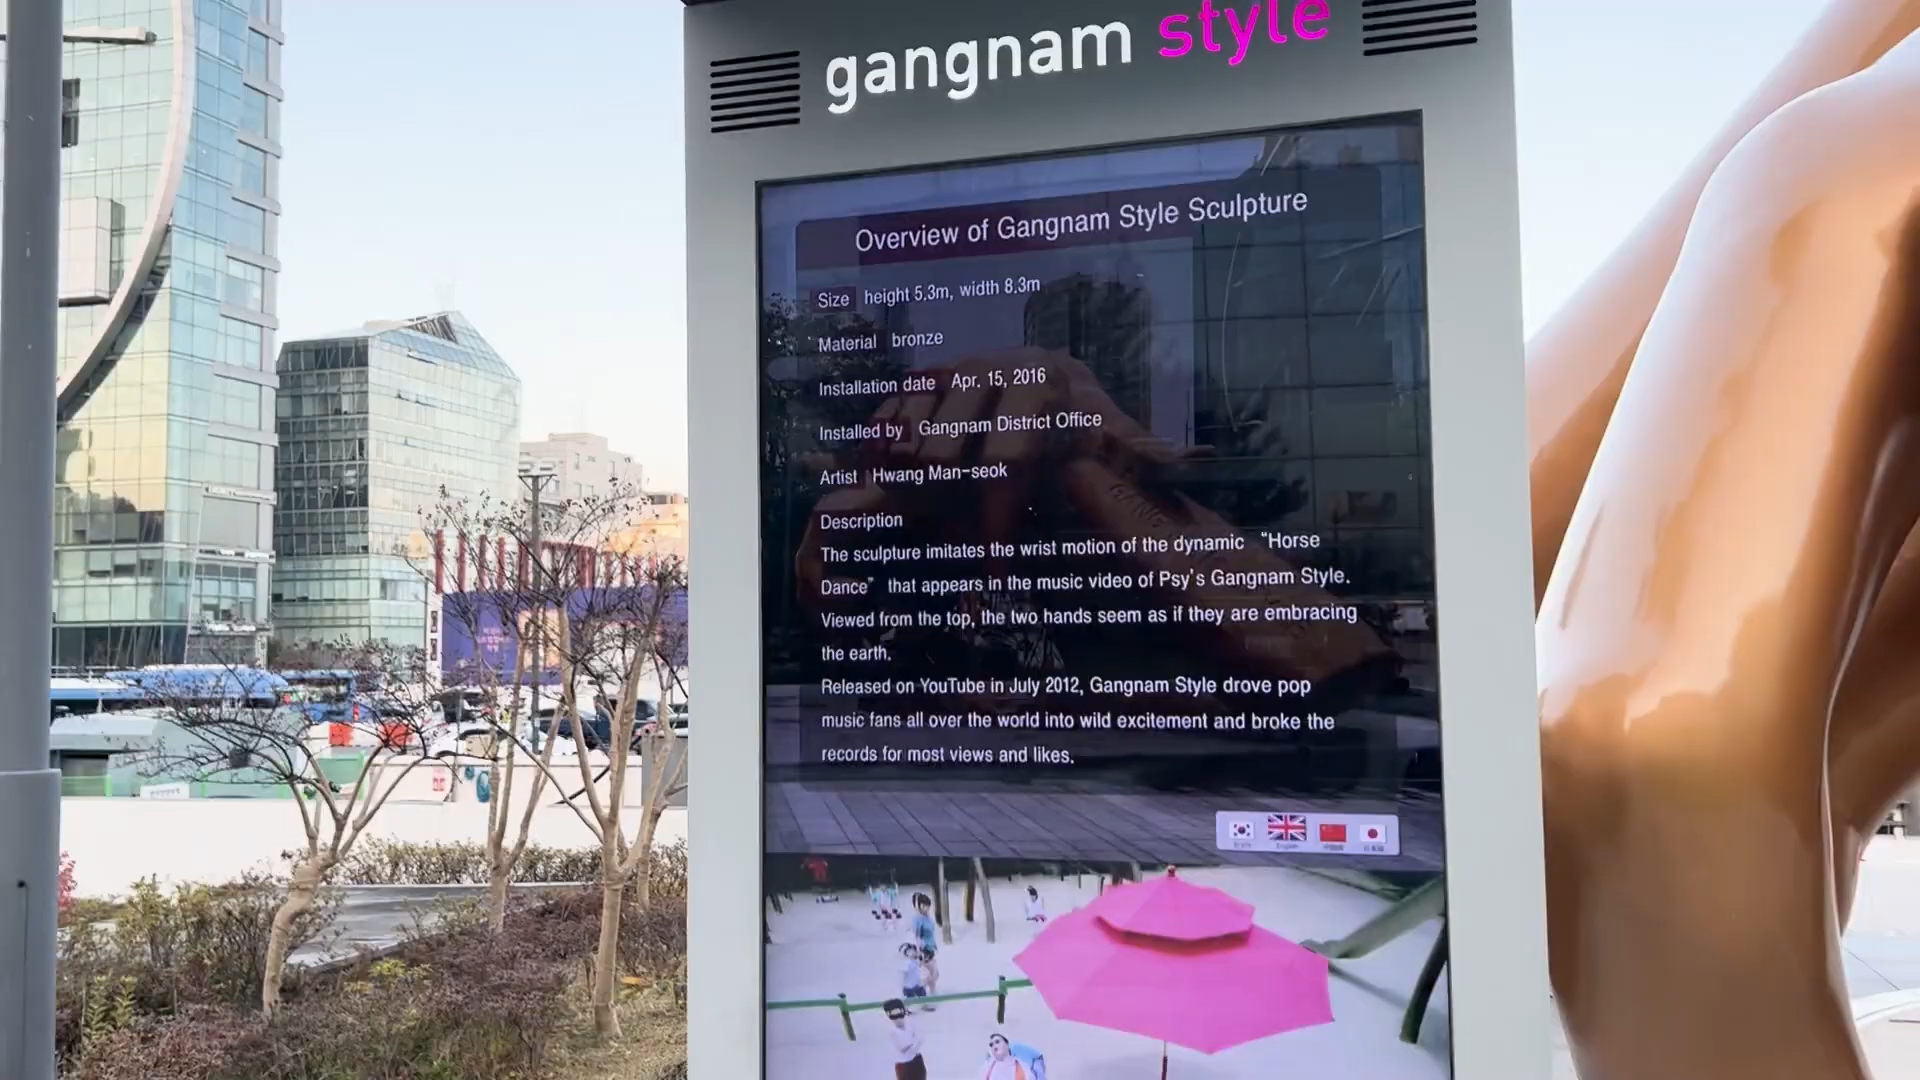 gangnam style
Overview of Gangnam Style Sculpture
Size height 5.3m, width 8.3m
Material bronze
Installation date Apr. 15, 2016
Installed by Gangnam District Office
Artist Hwang Man-seok
Description
The sculpture imitates the wrist motion of the dynamic “Horse
Dance” that appears in the music video of Psy's Gangnam Style.
Viewed from the top, the two hands seem as if they are embracing
the earth.
Released on YouTube in July 2012, Gangnam Style drove pop
music fans all over the world into wild excitement and broke the
records for most views and likes.
English